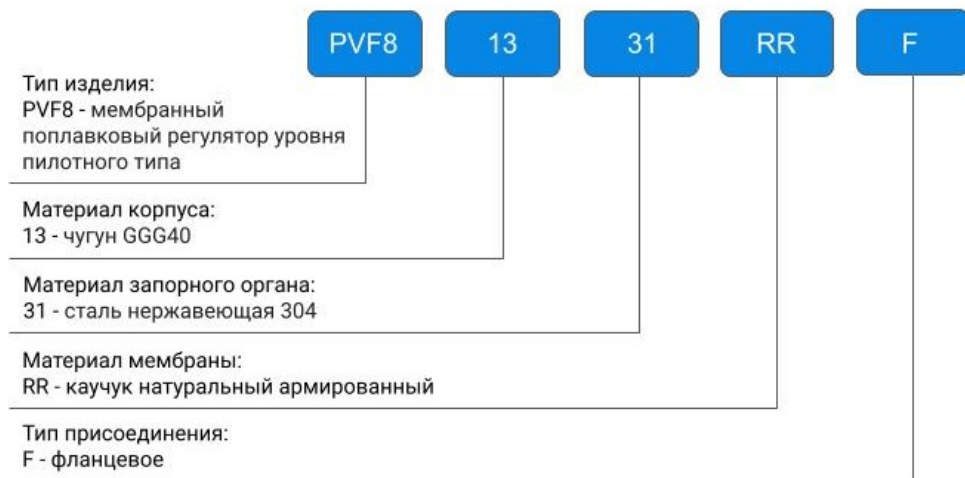 PVF8 13 31 RR F
Тип изделия:
PVF8 - мембранный
поплавковый регулятор уровня
пилотного типа
Материал корпуса:
13 - чугун GGG40
Материал запорного органа:
31 - сталь нержавеющая 304
Материал мембраны:
RR - каучук натуральный армированный
Тип присоединения:
F - фланцевое